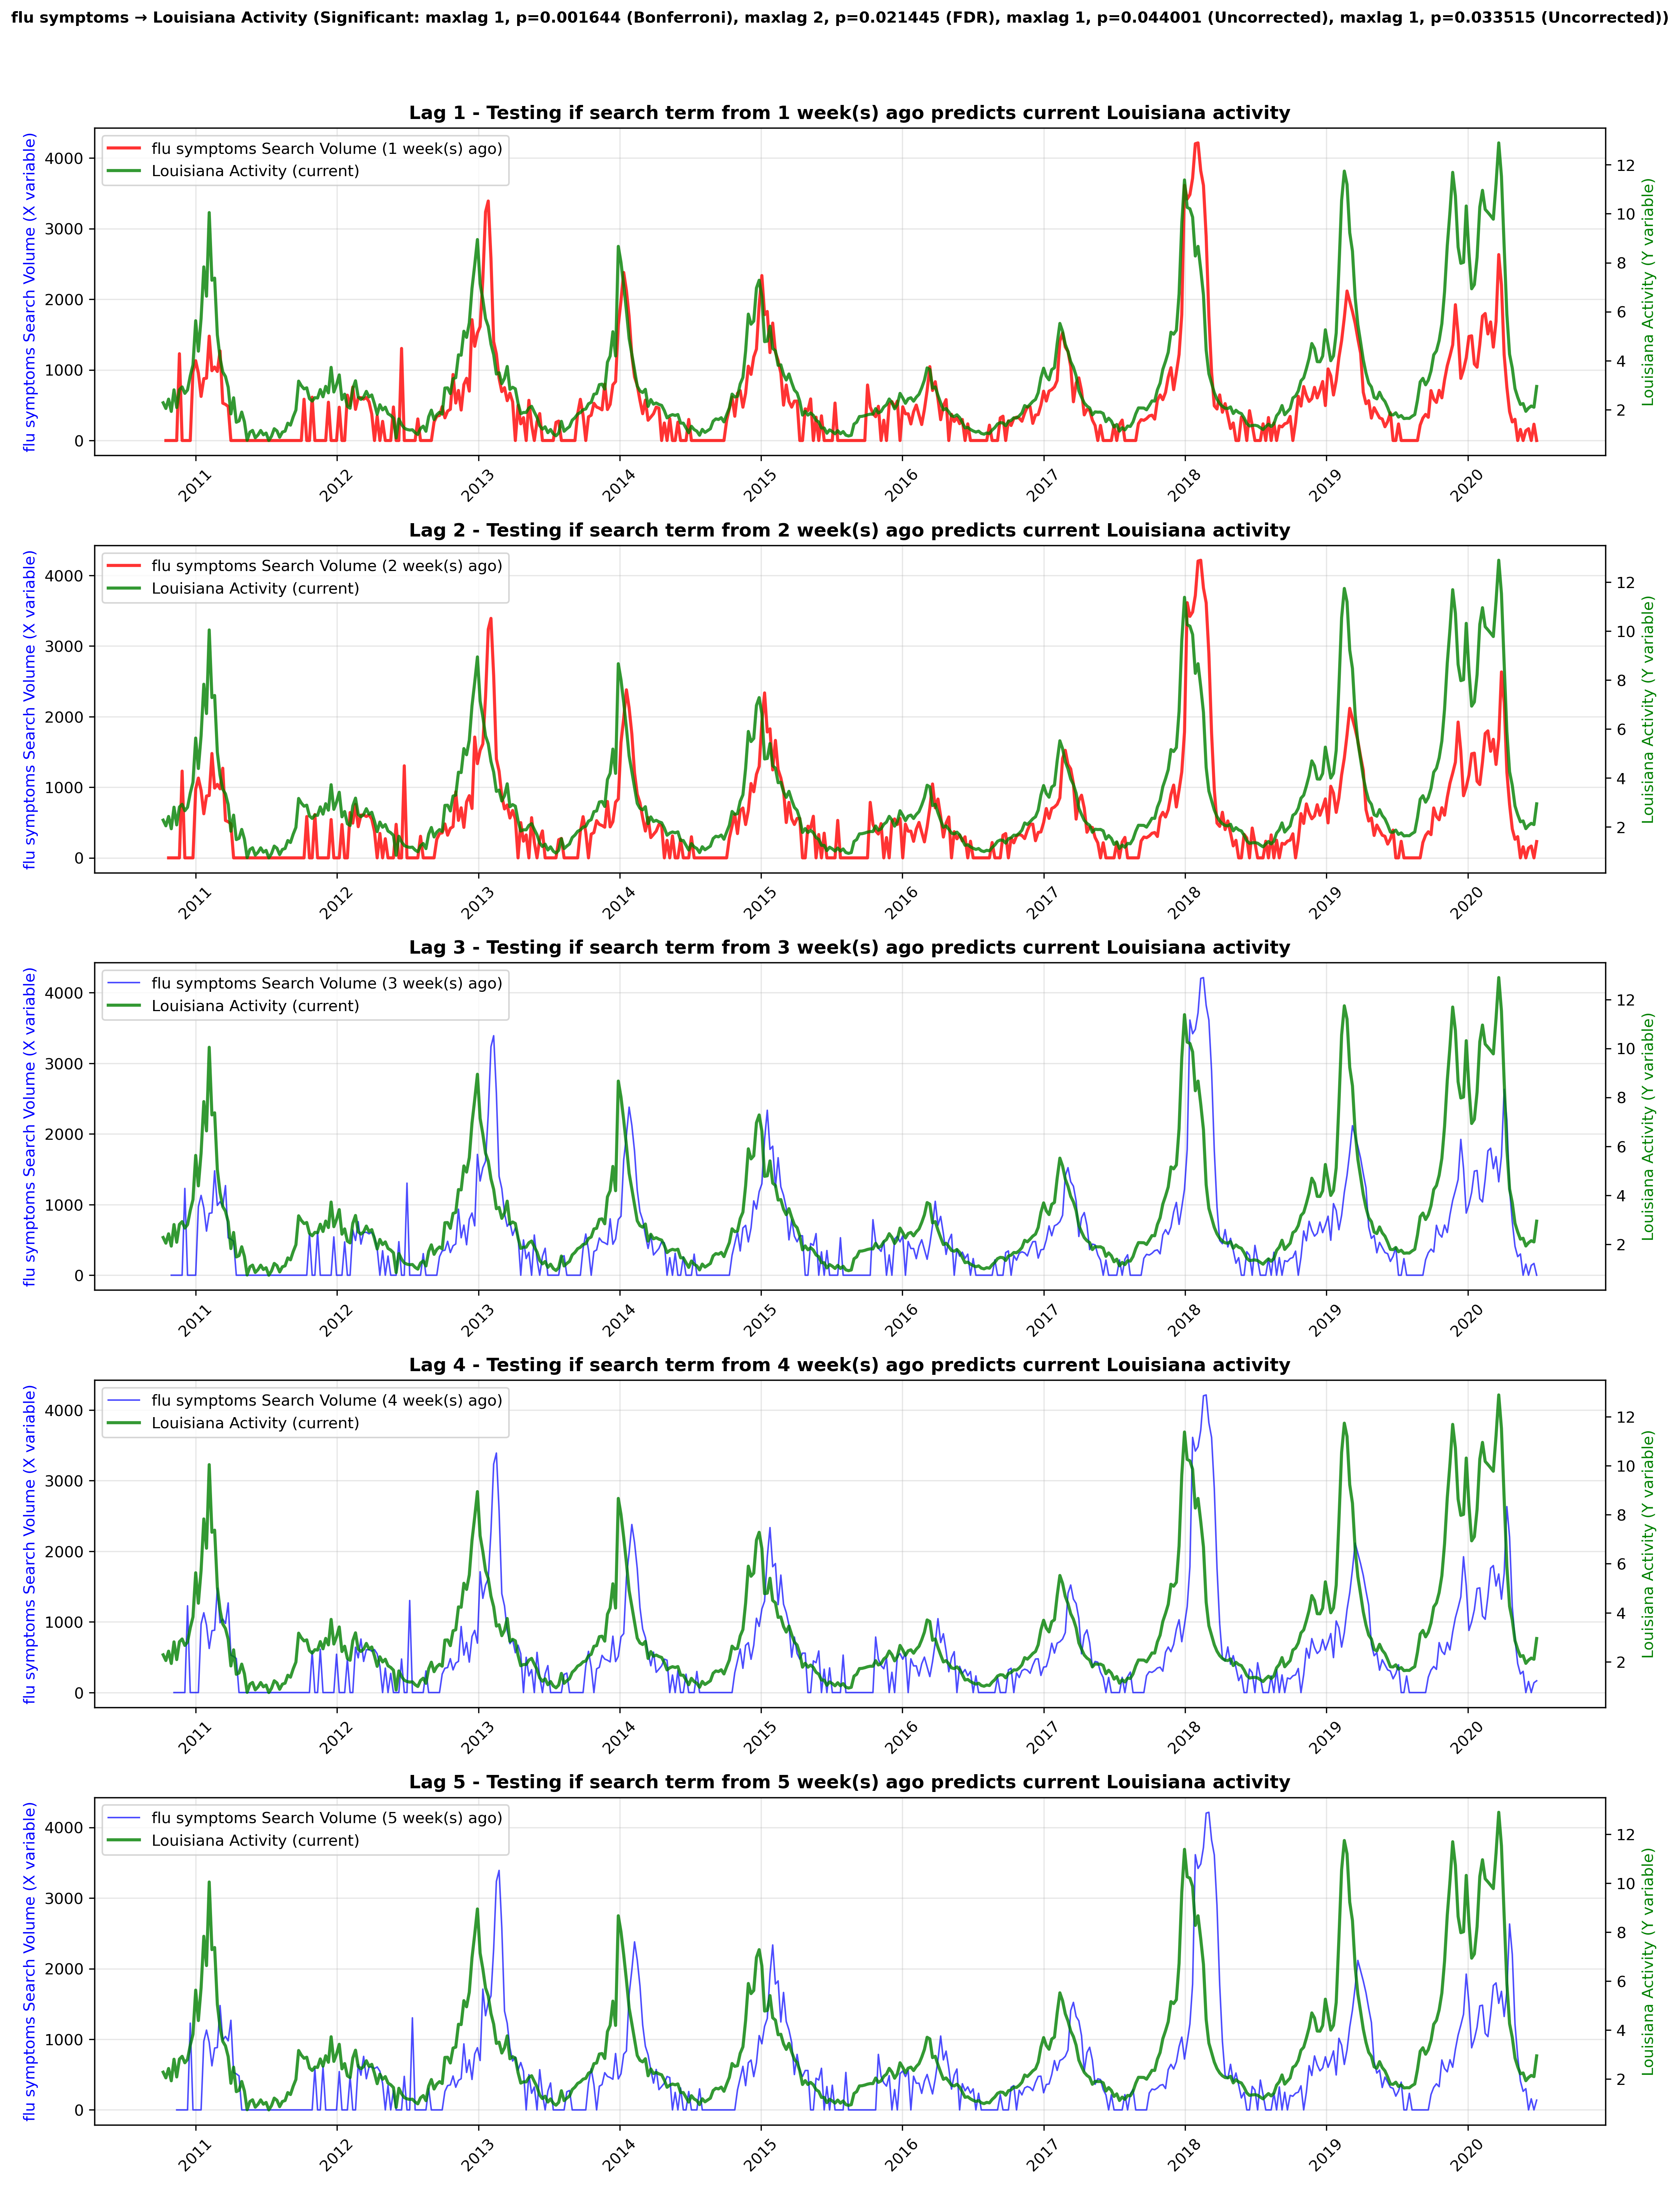 flu symptoms → Louisiana Activity (Significant: maxlag 1, p=0.001644 (Bonferroni), maxlag 2, p=0.021445 (FDR), maxlag 1, p=0.044001 (Uncorrected), maxlag 1, p=0.033515 (Uncorrected))
Lag 1 - Testing if search term from 1 week(s) ago predicts current Louisiana activity
flu symptoms Search Volume (1 week(s) ago)
Louisiana Activity (current)
flu symptoms Search Volume (X variable)
4000
3000
2000
1000
0
12
10
8
6
4
2
Louisiana Activity (Y variable)
2011 2012 2013 2014 2015 2016 2017 2018 2019 2020
Lag 2 - Testing if search term from 2 week(s) ago predicts current Louisiana activity
flu symptoms Search Volume (2 week(s) ago)
Louisiana Activity (current)
flu symptoms Search Volume (X variable)
4000
3000
2000
1000
0
12
10
8
6
4
2
Louisiana Activity (Y variable)
2011 2012 2013 2014 2015 2016 2017 2018 2019 2020
Lag 3 - Testing if search term from 3 week(s) ago predicts current Louisiana activity
flu symptoms Search Volume (3 week(s) ago)
Louisiana Activity (current)
flu symptoms Search Volume (X variable)
4000
3000
2000
1000
0
12
10
8
6
4
2
Louisiana Activity (Y variable)
2011 2012 2013 2014 2015 2016 2017 2018 2019 2020
Lag 4 - Testing if search term from 4 week(s) ago predicts current Louisiana activity
flu symptoms Search Volume (4 week(s) ago)
Louisiana Activity (current)
flu symptoms Search Volume (X variable)
4000
3000
2000
1000
0
12
10
8
6
4
2
Louisiana Activity (Y variable)
2011 2012 2013 2014 2015 2016 2017 2018 2019 2020
Lag 5 - Testing if search term from 5 week(s) ago predicts current Louisiana activity
flu symptoms Search Volume (5 week(s) ago)
Louisiana Activity (current)
flu symptoms Search Volume (X variable)
4000
3000
2000
1000
0
12
10
8
6
4
2
Louisiana Activity (Y variable)
2011 2012 2013 2014 2015 2016 2017 2018 2019 2020